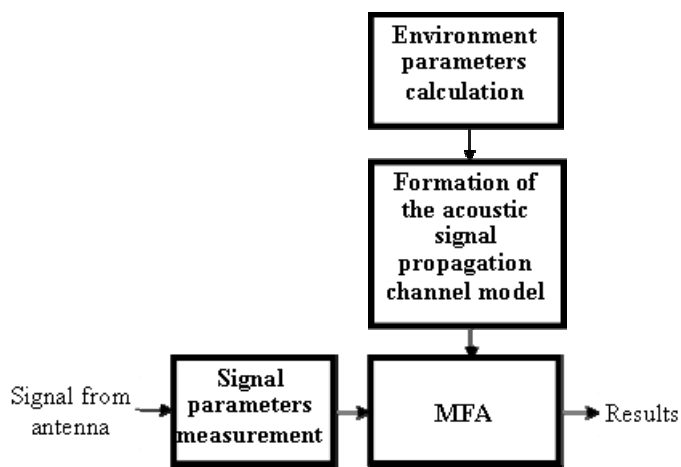 Environment
parameters
calculation
Formation of
the acoustic
signal
propagation
channel model
Signal from
antenna
Signal
parameters
measurement
MFA
Results